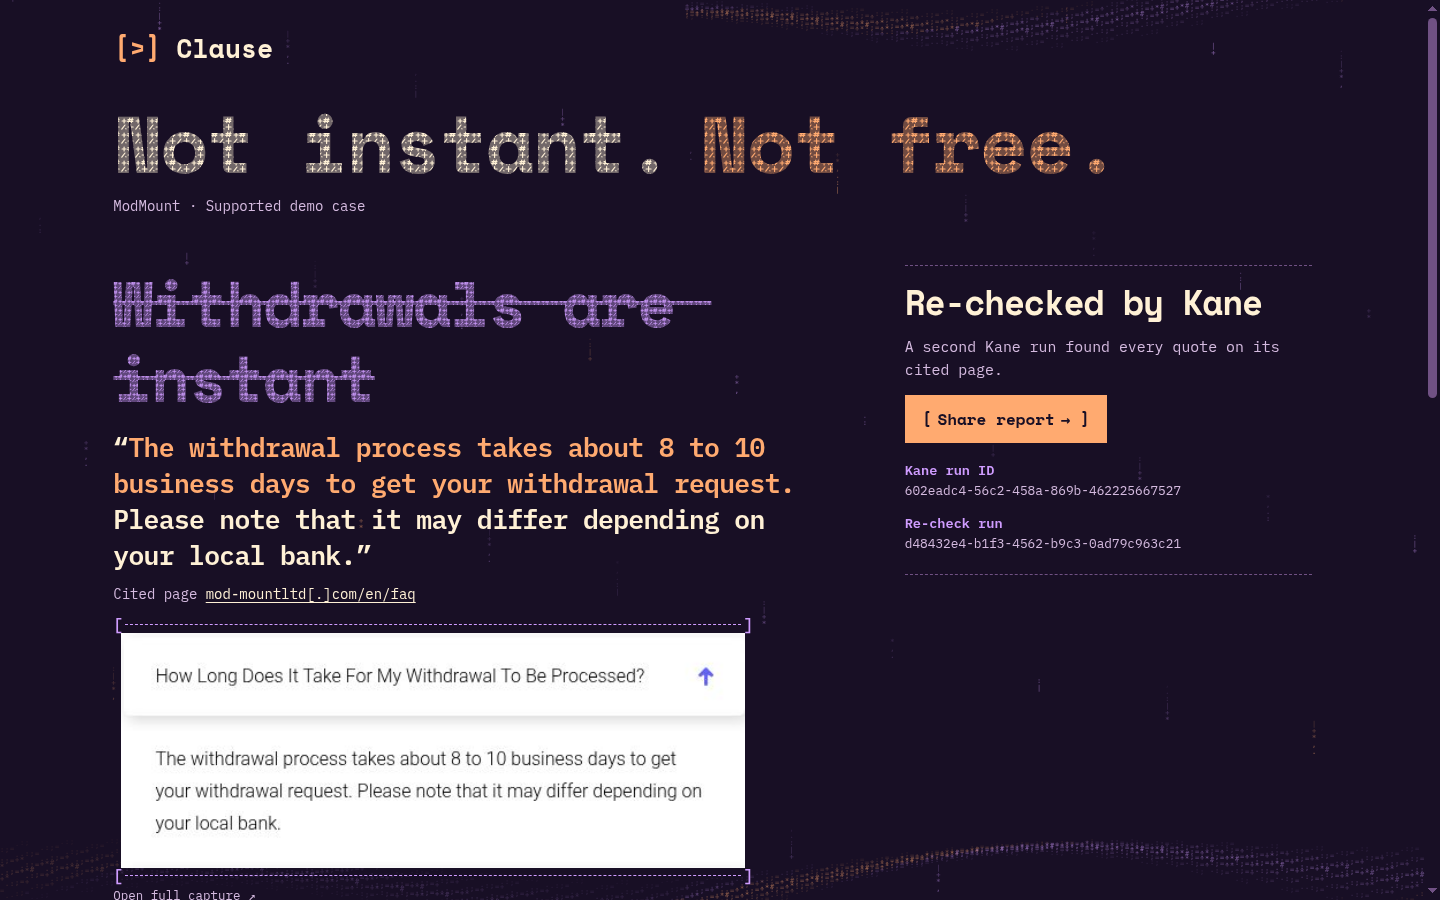 [>] Clause
Not instant. Not free.
ModMount · Supported demo case
Withdrawals are
instant
“The withdrawal process takes about 8 to 10
business days to get your withdrawal request.
Please note that it may differ depending on
your local bank.”
Cited page mod-mountltd[.]com/en/faq
How Long Does It Take For My Withdrawal To Be Processed?
The withdrawal process takes about 8 to 10 business days to get
your withdrawal request. Please note that it may differ depending on
your local bank.
Open full capture ↗
Re-checked by Kane
A second Kane run found every quote on its
cited page.
[ Share report → ]
Kane run ID
602eadc4-56c2-458a-869b-462225667527
Re-check run
d48432e4-b1f3-4562-b9c3-0ad79c963c21